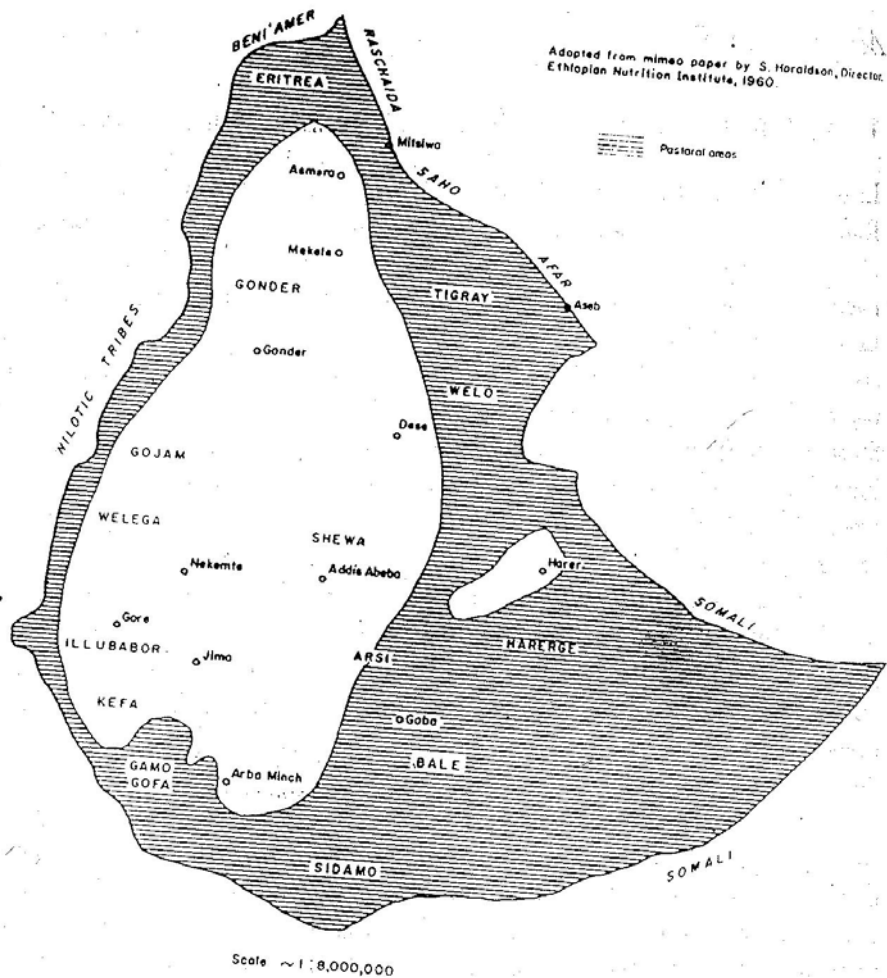 BENI'AMER
RASCHAIDA
Adopted from mimeo paper by S. Haraldson, Director,
Ethiopian Nutrition Institute, 1960.
ERITREA
Mitsiwa
Pastoral areas
SAHO
Asmera
Mekele
AFAR
GONDER
TIGRAY
Aseb
NILOTIC TRIBES
Gonder
WELO
Dese
GOJAM
WELEGA
SHEWA
Nekemte
Addis Abeba
Harer
SOMALI
Gore
ILLUBABOR
Jima
ARSI
HARERGE
KEFA
Goba
GAMO
GOFA
Arba Minch
BALE
SIDAMO
SOMALI
Scale ~ 1:8,000,000